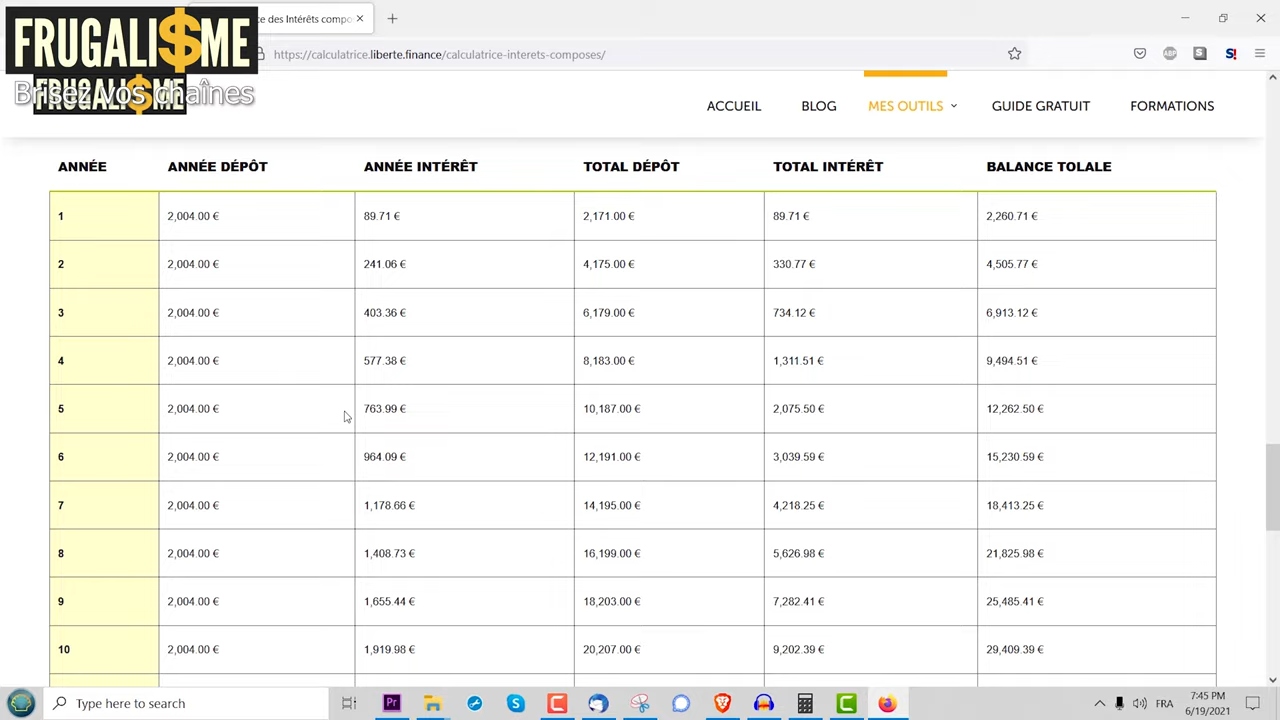 FRUGALI$ME
ce des Intérêts compo
https://calculatrice.liberte.finance/calculatrice-interets-composes/
FRUGALI$ME
Brisez vos chaînes
ACCUEIL BLOG MES OUTILS GUIDE GRATUIT FORMATIONS
ANNÉE ANNÉE DÉPÔT ANNÉE INTÉRÊT TOTAL DÉPÔT TOTAL INTÉRÊT BALANCE TOLALE
1 2,004.00 € 89.71 € 2,171.00 € 89.71 € 2,260.71 €
2 2,004.00 € 241.06 € 4,175.00 € 330.77 € 4,505.77 €
3 2,004.00 € 403.36 € 6,179.00 € 734.12 € 6,913.12 €
4 2,004.00 € 577.38 € 8,183.00 € 1,311.51 € 9,494.51 €
5 2,004.00 € 763.99 € 10,187.00 € 2,075.50 € 12,262.50 €
6 2,004.00 € 964.09 € 12,191.00 € 3,039.59 € 15,230.59 €
7 2,004.00 € 1,178.66 € 14,195.00 € 4,218.25 € 18,413.25 €
8 2,004.00 € 1,408.73 € 16,199.00 € 5,626.98 € 21,825.98 €
9 2,004.00 € 1,655.44 € 18,203.00 € 7,282.41 € 25,485.41 €
10 2,004.00 € 1,919.98 € 20,207.00 € 9,202.39 € 29,409.39 €
Type here to search
Pr
FRA
7:45 PM
6/19/2021